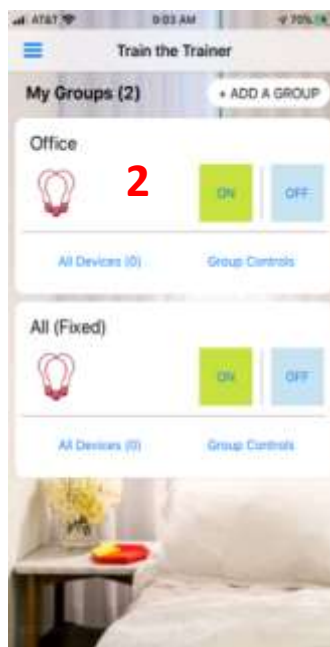 AT&T 9:03 AM 70%
Train the Trainer
My Groups (2) + ADD A GROUP
Office
2 ON OFF
All Devices (0) Group Controls
All (Fixed)
ON OFF
All Devices (0) Group Controls